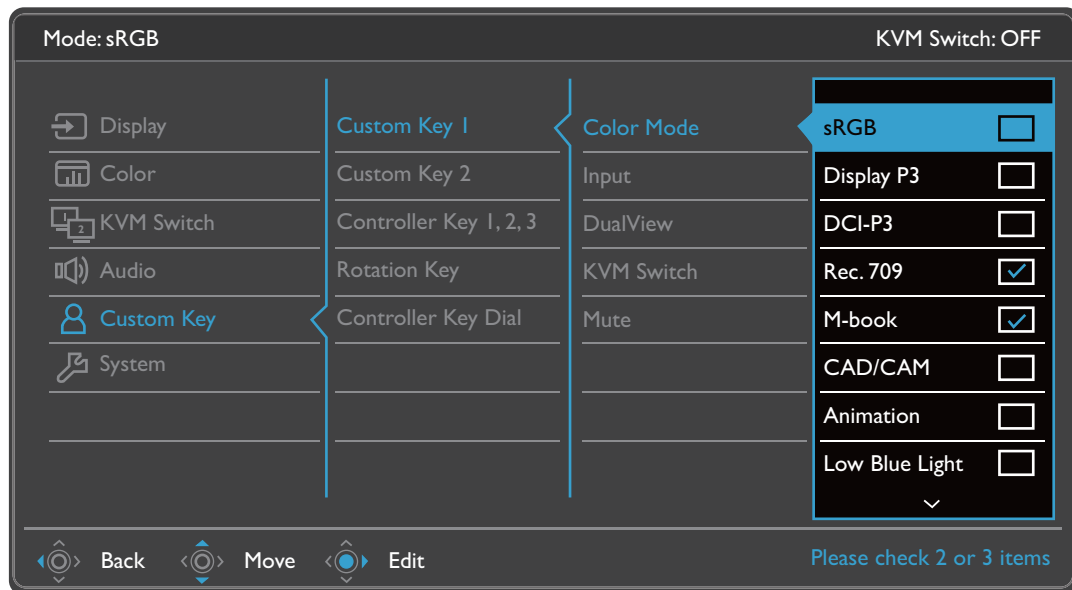 Mode: sRGB
KVM Switch: OFF
Display
Color
1
2
KVM Switch
Audio
Custom Key
System
Custom Key 1
Custom Key 2
Controller Key 1, 2, 3
Rotation Key
Controller Key Dial
Color Mode
Input
DualView
KVM Switch
Mute
sRGB
Display P3
DCI-P3
Rec. 709
M-book
CAD/CAM
Animation
Low Blue Light
Back
Move
Edit
Please check 2 or 3 items